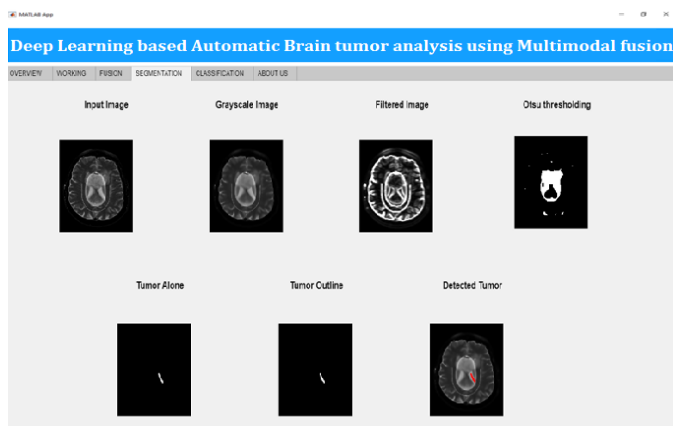 MATLAB App
Deep Learning based Automatic Brain tumor analysis using Multimodal fusion
OVERVIEW WORKING FUSION SEGMENTATION CLASSIFICATION ABOUT US
Input Image Grayscale Image Filtered Image Otsu thresholding
Tumor Alone Tumor Outline Detected Tumor